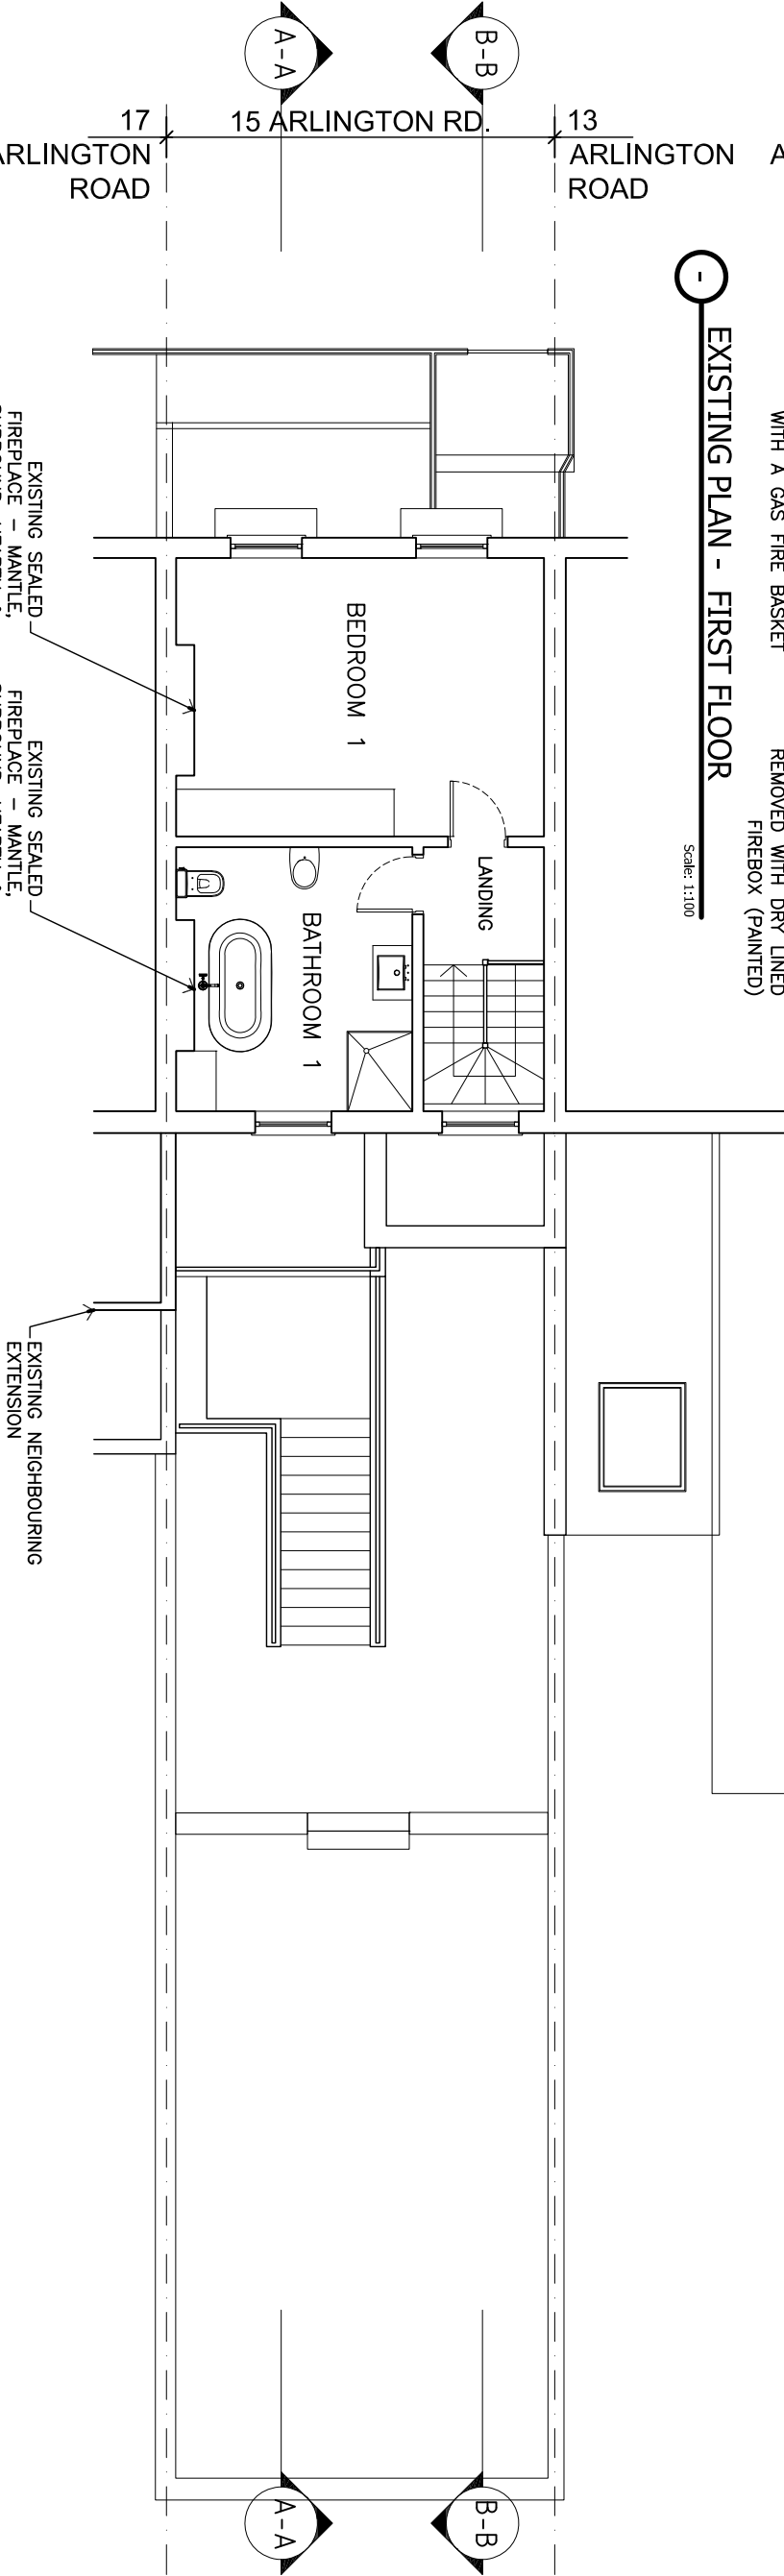 A-A
B-B
17
15 ARLINGTON RD.
13
ARLINGTON
ROAD
ARLINGTON
ROAD
A
-
EXISTING PLAN - FIRST FLOOR
Scale: 1:100
WITH A GAS FIRE BASKET
REMOVED WITH DRY LINED
FIREBOX (PAINTED)
BEDROOM 1
LANDING
BATHROOM 1
EXISTING SEALED
FIREPLACE – MANTLE,
EXISTING SEALED
FIREPLACE – MANTLE,
EXISTING NEIGHBOURING
EXTENSION
A-A
B-B